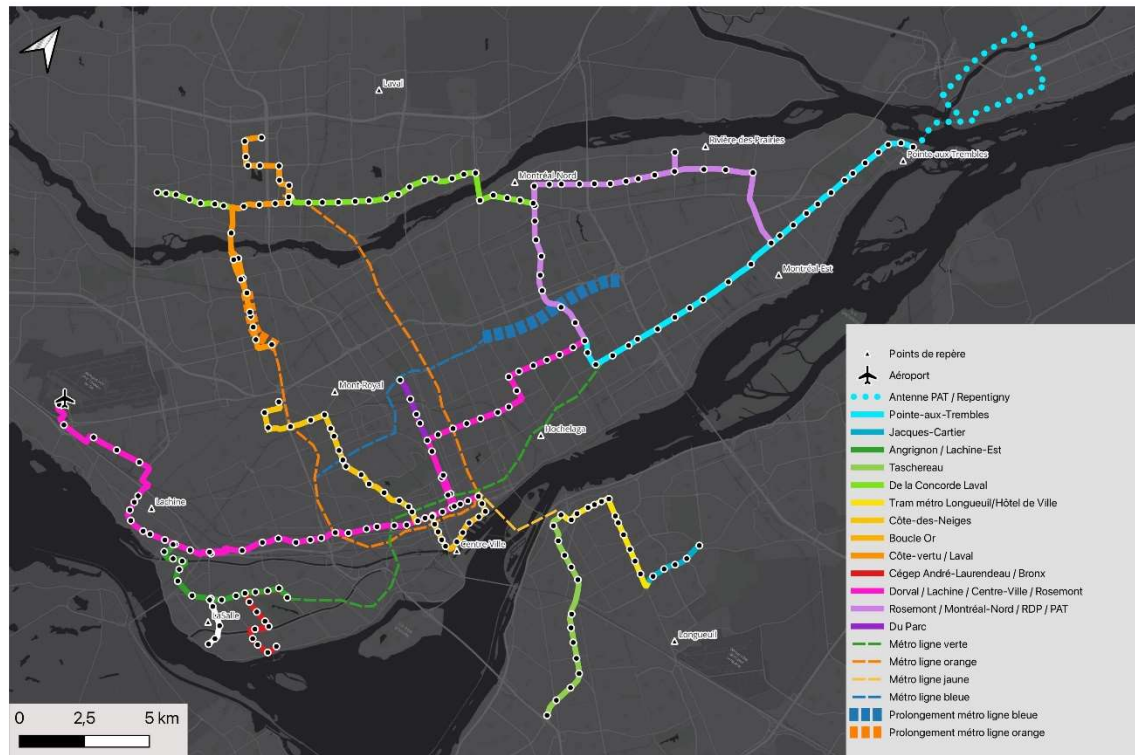 Laval
Rivière-des-Prairies
Pointe-aux-Trembles
Montréal-Nord
Montréal-Est
Mont-Royal
Hochelaga
Lachine
Centre-Ville
LaSalle
Longueuil
Points de repère
Aéroport
Antenne PAT / Repentigny
Pointe-aux-Trembles
Jacques-Cartier
Angrignon / Lachine-Est
Taschereau
De la Concorde Laval
Tram métro Longueuil/Hôtel de Ville
Côte-des-Neiges
Boucle Or
Côte-vertu / Laval
Cégep André-Laurendeau / Bronx
Dorval / Lachine / Centre-Ville / Rosemont
Rosemont / Montréal-Nord / RDP / PAT
Du Parc
Métro ligne verte
Métro ligne orange
Métro ligne jaune
Métro ligne bleue
Prolongement métro ligne bleue
Prolongement métro ligne orange
0 2,5 5 km